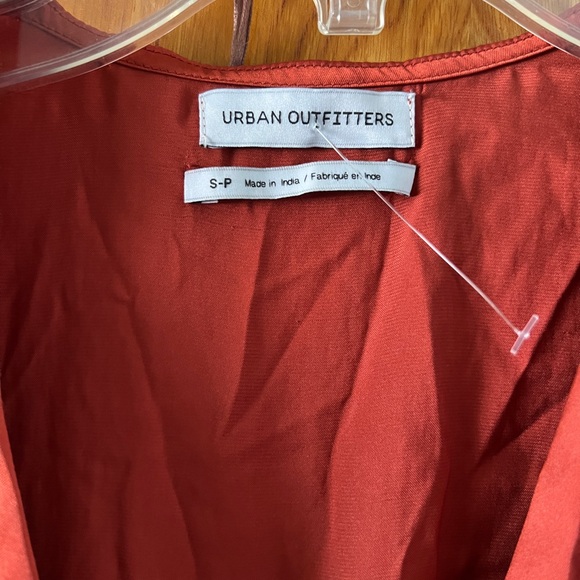 URBAN OUTFITTERS
S-P Made in India / Fabriqué en Inde